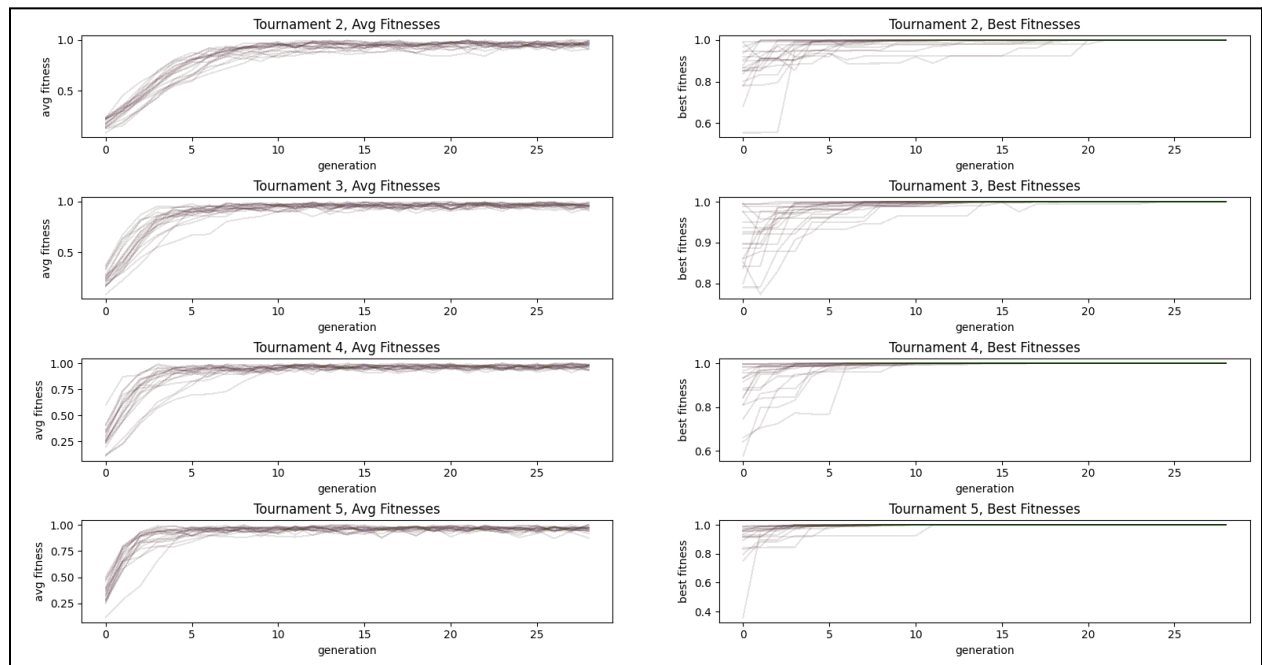 Tournament 2, Avg Fitnesses
1.0
0.5
avg fitness
0 5 10 15 20 25
generation
Tournament 2, Best Fitnesses
1.0
0.8
0.6
best fitness
0 5 10 15 20 25
generation
Tournament 3, Avg Fitnesses
1.0
0.5
avg fitness
0 5 10 15 20 25
generation
Tournament 3, Best Fitnesses
1.0
0.9
0.8
best fitness
0 5 10 15 20 25
generation
Tournament 4, Avg Fitnesses
1.00
0.75
0.50
0.25
avg fitness
0 5 10 15 20 25
generation
Tournament 4, Best Fitnesses
1.0
0.8
0.6
best fitness
0 5 10 15 20 25
generation
Tournament 5, Avg Fitnesses
1.00
0.75
0.50
0.25
avg fitness
0 5 10 15 20 25
generation
Tournament 5, Best Fitnesses
1.0
0.8
0.6
0.4
best fitness
0 5 10 15 20 25
generation